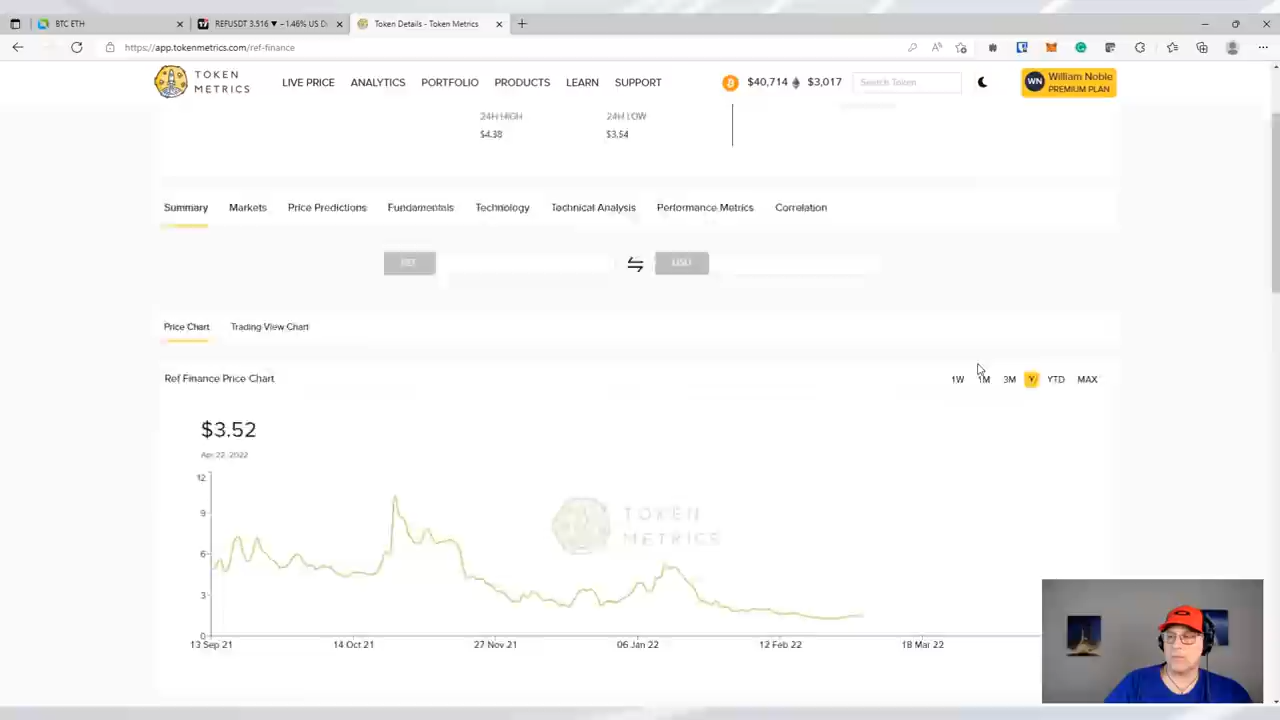 BTC ETH
REFUSDT 3.516 ▼ −1.46% US D
Token Details - Token Metrics
https://app.tokenmetrics.com/ref-finance
TOKEN
METRICS
LIVE PRICE
ANALYTICS
PORTFOLIO
PRODUCTS
LEARN
SUPPORT
$40,714
$3,017
Search Token
WN
William Noble
PREMIUM PLAN
24H HIGH
24H LOW
$4.38
$3.54
Summary
Markets
Price Predictions
Fundamentals
Technology
Technical Analysis
Performance Metrics
Correlation
REF
USD
Price Chart
Trading View Chart
Ref Finance Price Chart
1W
1M
3M
Y
YTD
MAX
$3.52
Apr 22, 2022
12
9
6
3
0
TOKEN
METRICS
13 Sep 21
14 Oct 21
27 Nov 21
06 Jan 22
12 Feb 22
18 Mar 22